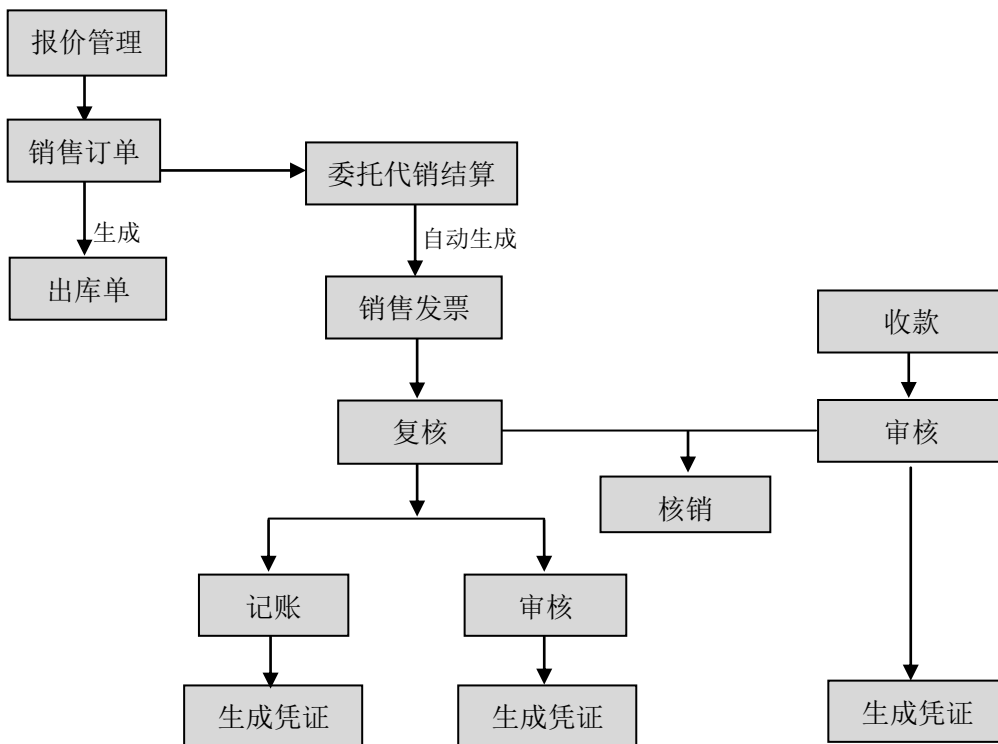 报价管理
销售订单
委托代销结算
生成
自动生成
出库单
销售发票
收款
复核
审核
核销
记账
审核
生成凭证
生成凭证
生成凭证